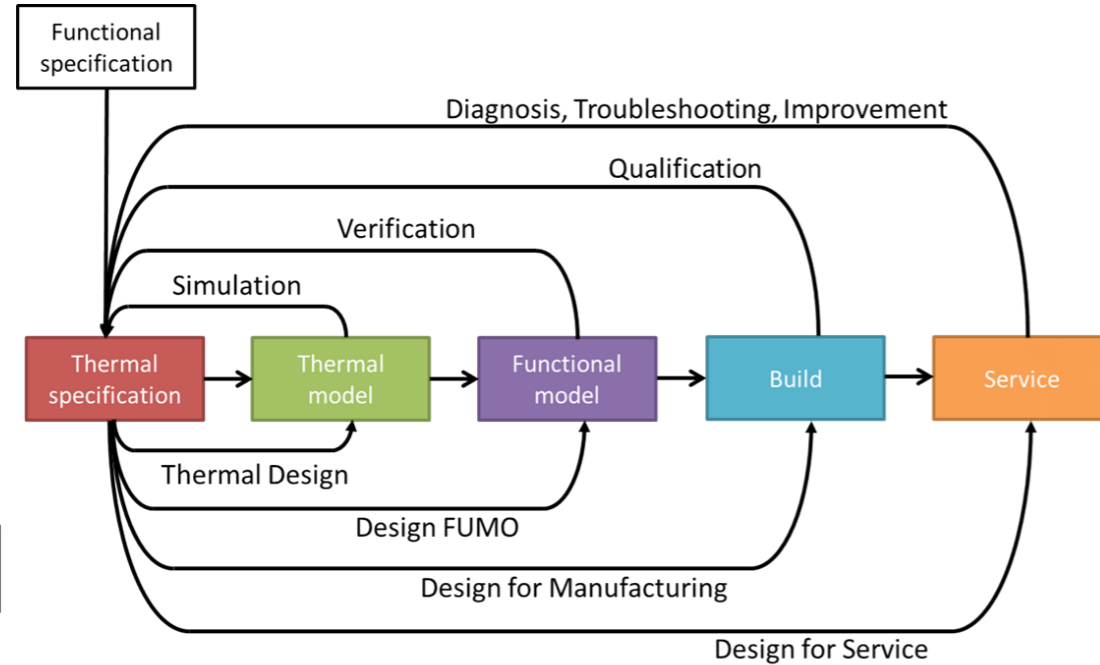 Functional
specification
Diagnosis, Troubleshooting, Improvement
Qualification
Verification
Simulation
Thermal
specification
Thermal
model
Functional
model
Build
Service
Thermal Design
Design FUMO
Design for Manufacturing
Design for Service